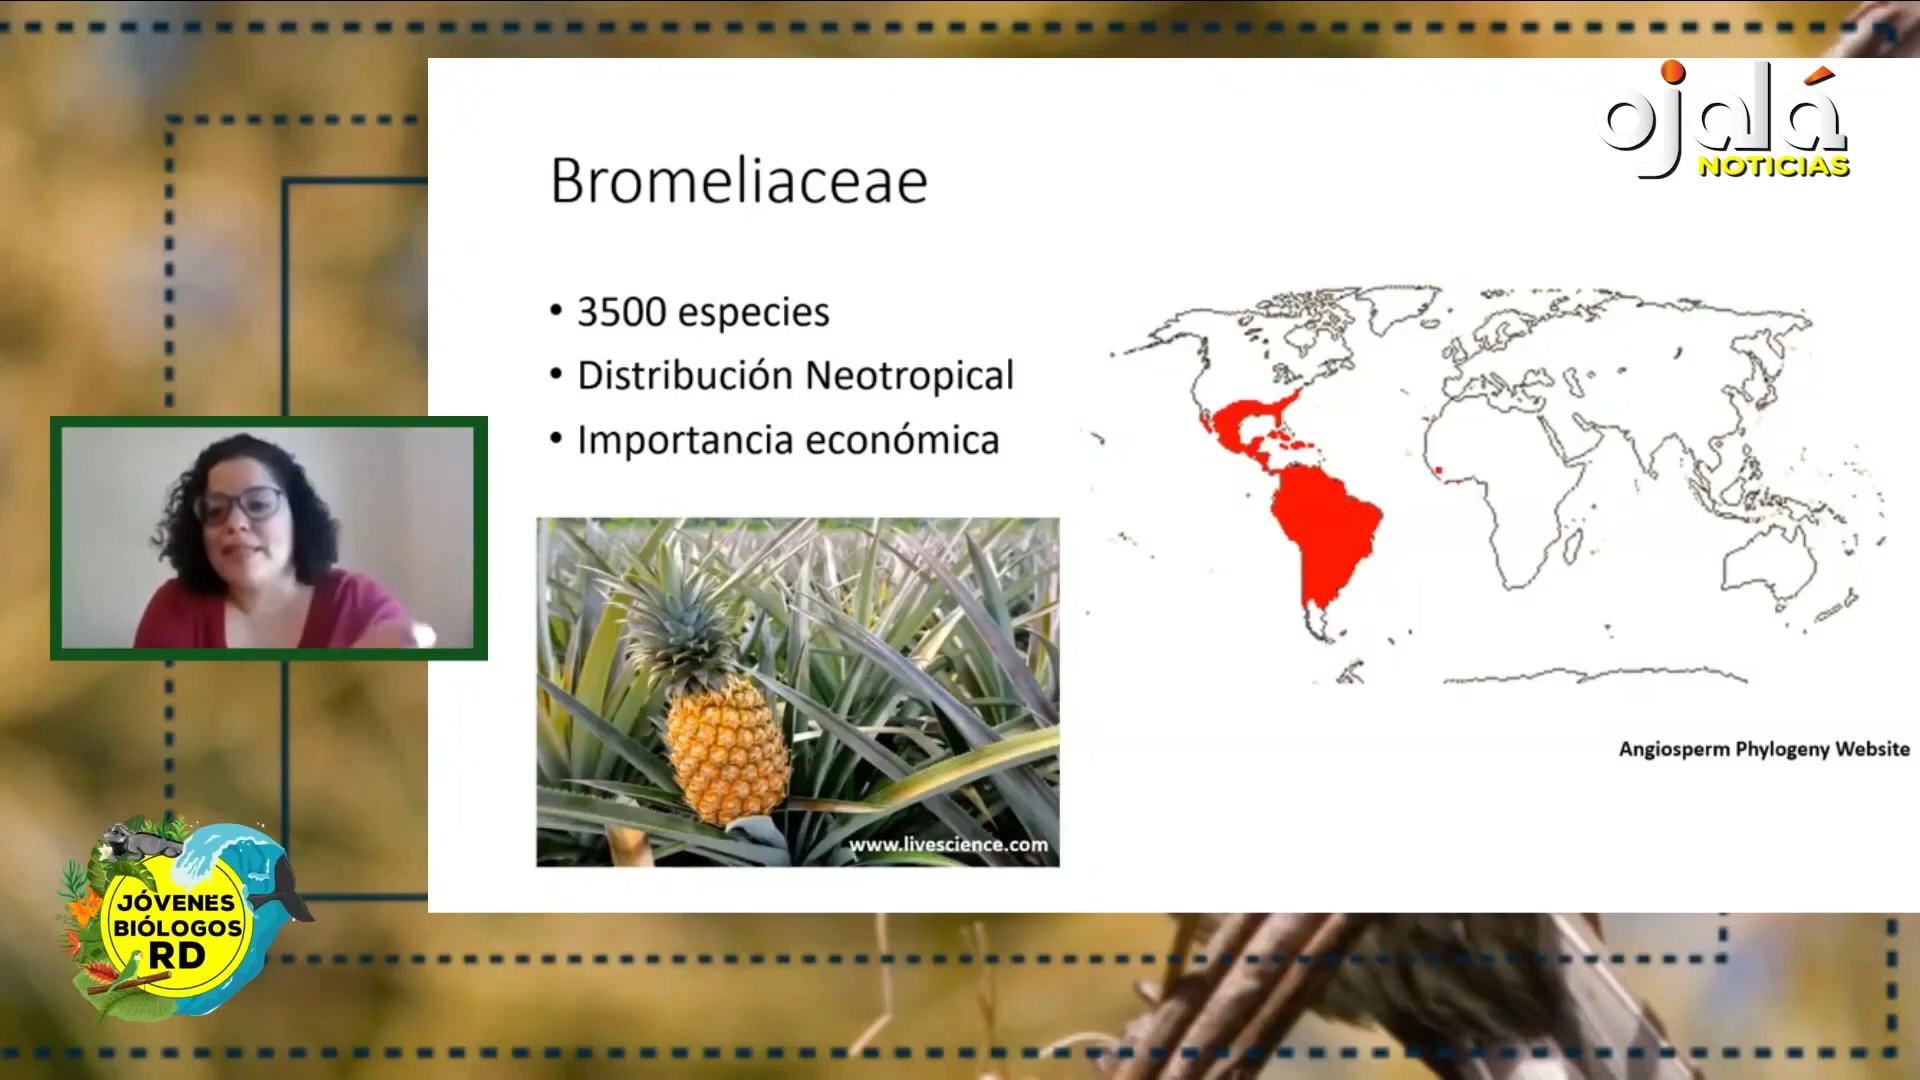 ojalá
NOTICIAS
Bromeliaceae
• 3500 especies
• Distribución Neotropical
• Importancia económica
www.livescience.com
Angiosperm Phylogeny Website
JÓVENES
BIÓLOGOS
RD